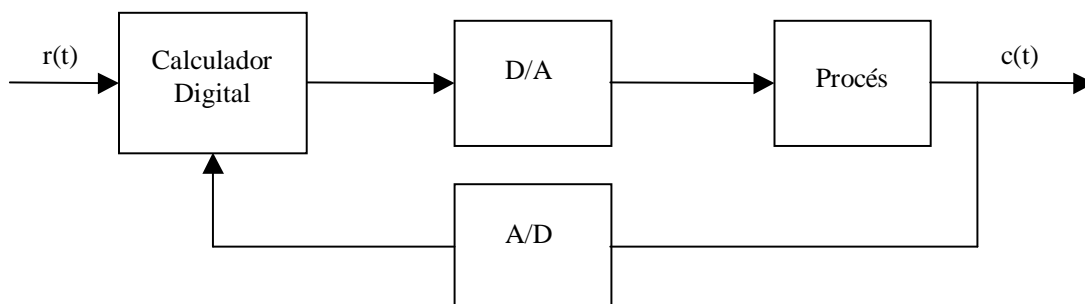 r(t)
Calculador
Digital
D/A
Procés
c(t)
A/D